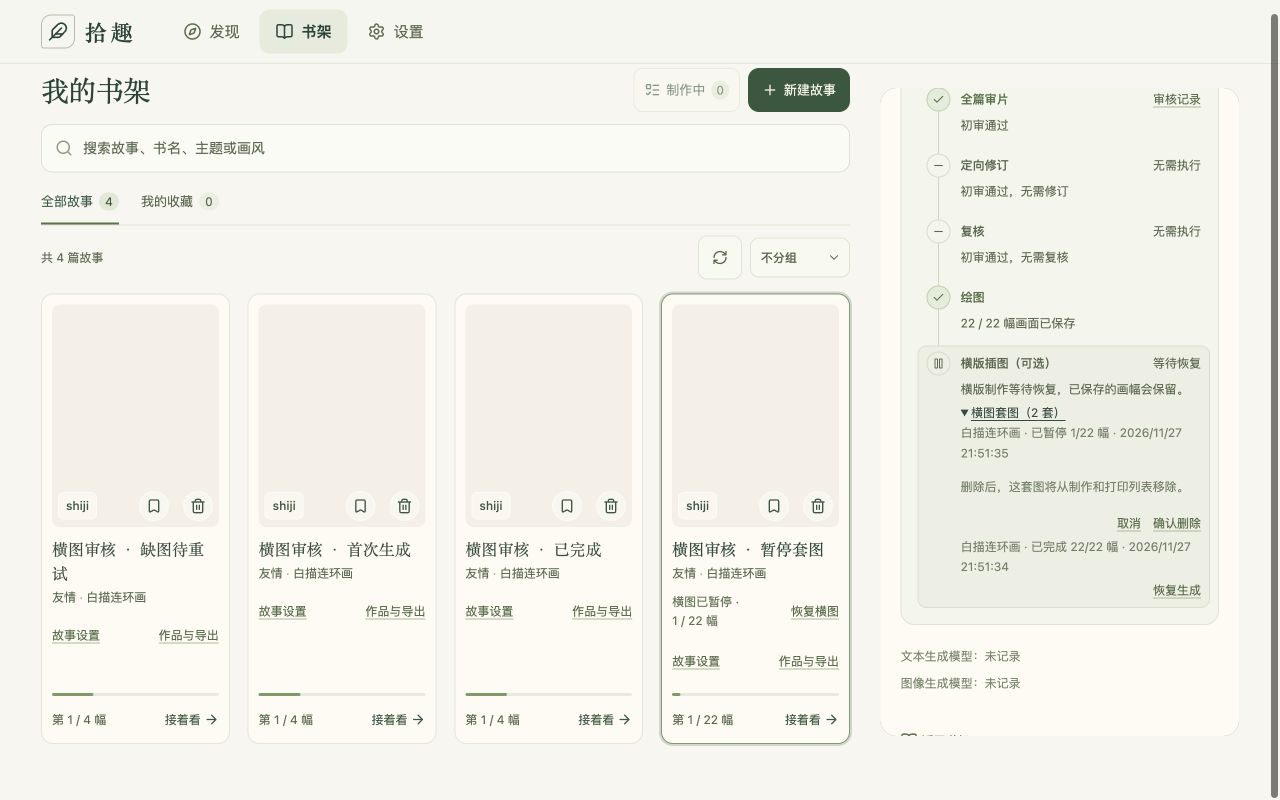 拾趣
发现
书架
设置
我的书架
制作中 0
新建故事
搜索故事、书名、主题或画风
全部故事 4
我的收藏 0
共 4 篇故事
不分组
shiji
横图审核 · 缺图待重试
友情 · 白描连环画
故事设置
作品与导出
第 1 / 4 幅
接着看
shiji
横图审核 · 首次生成
友情 · 白描连环画
故事设置
作品与导出
第 1 / 4 幅
接着看
shiji
横图审核 · 已完成
友情 · 白描连环画
故事设置
作品与导出
第 1 / 4 幅
接着看
shiji
横图审核 · 暂停套图
友情 · 白描连环画
横图已暂停 ·
1 / 22 幅
恢复横图
故事设置
作品与导出
第 1 / 22 幅
接着看
全篇审片
审核记录
初审通过
定向修订
无需执行
初审通过，无需修订
复核
无需执行
初审通过，无需复核
绘图
22 / 22 幅画面已保存
横版插图（可选）
等待恢复
横版制作等待恢复，已保存的画幅会保留。
▼横图套图（2 套）
白描连环画 · 已暂停 1/22 幅 · 2026/11/27
21:51:35
删除后，这套图将从制作和打印列表移除。
取消
确认删除
白描连环画 · 已完成 22/22 幅 · 2026/11/27
21:51:34
恢复生成
文本生成模型：未记录
图像生成模型：未记录